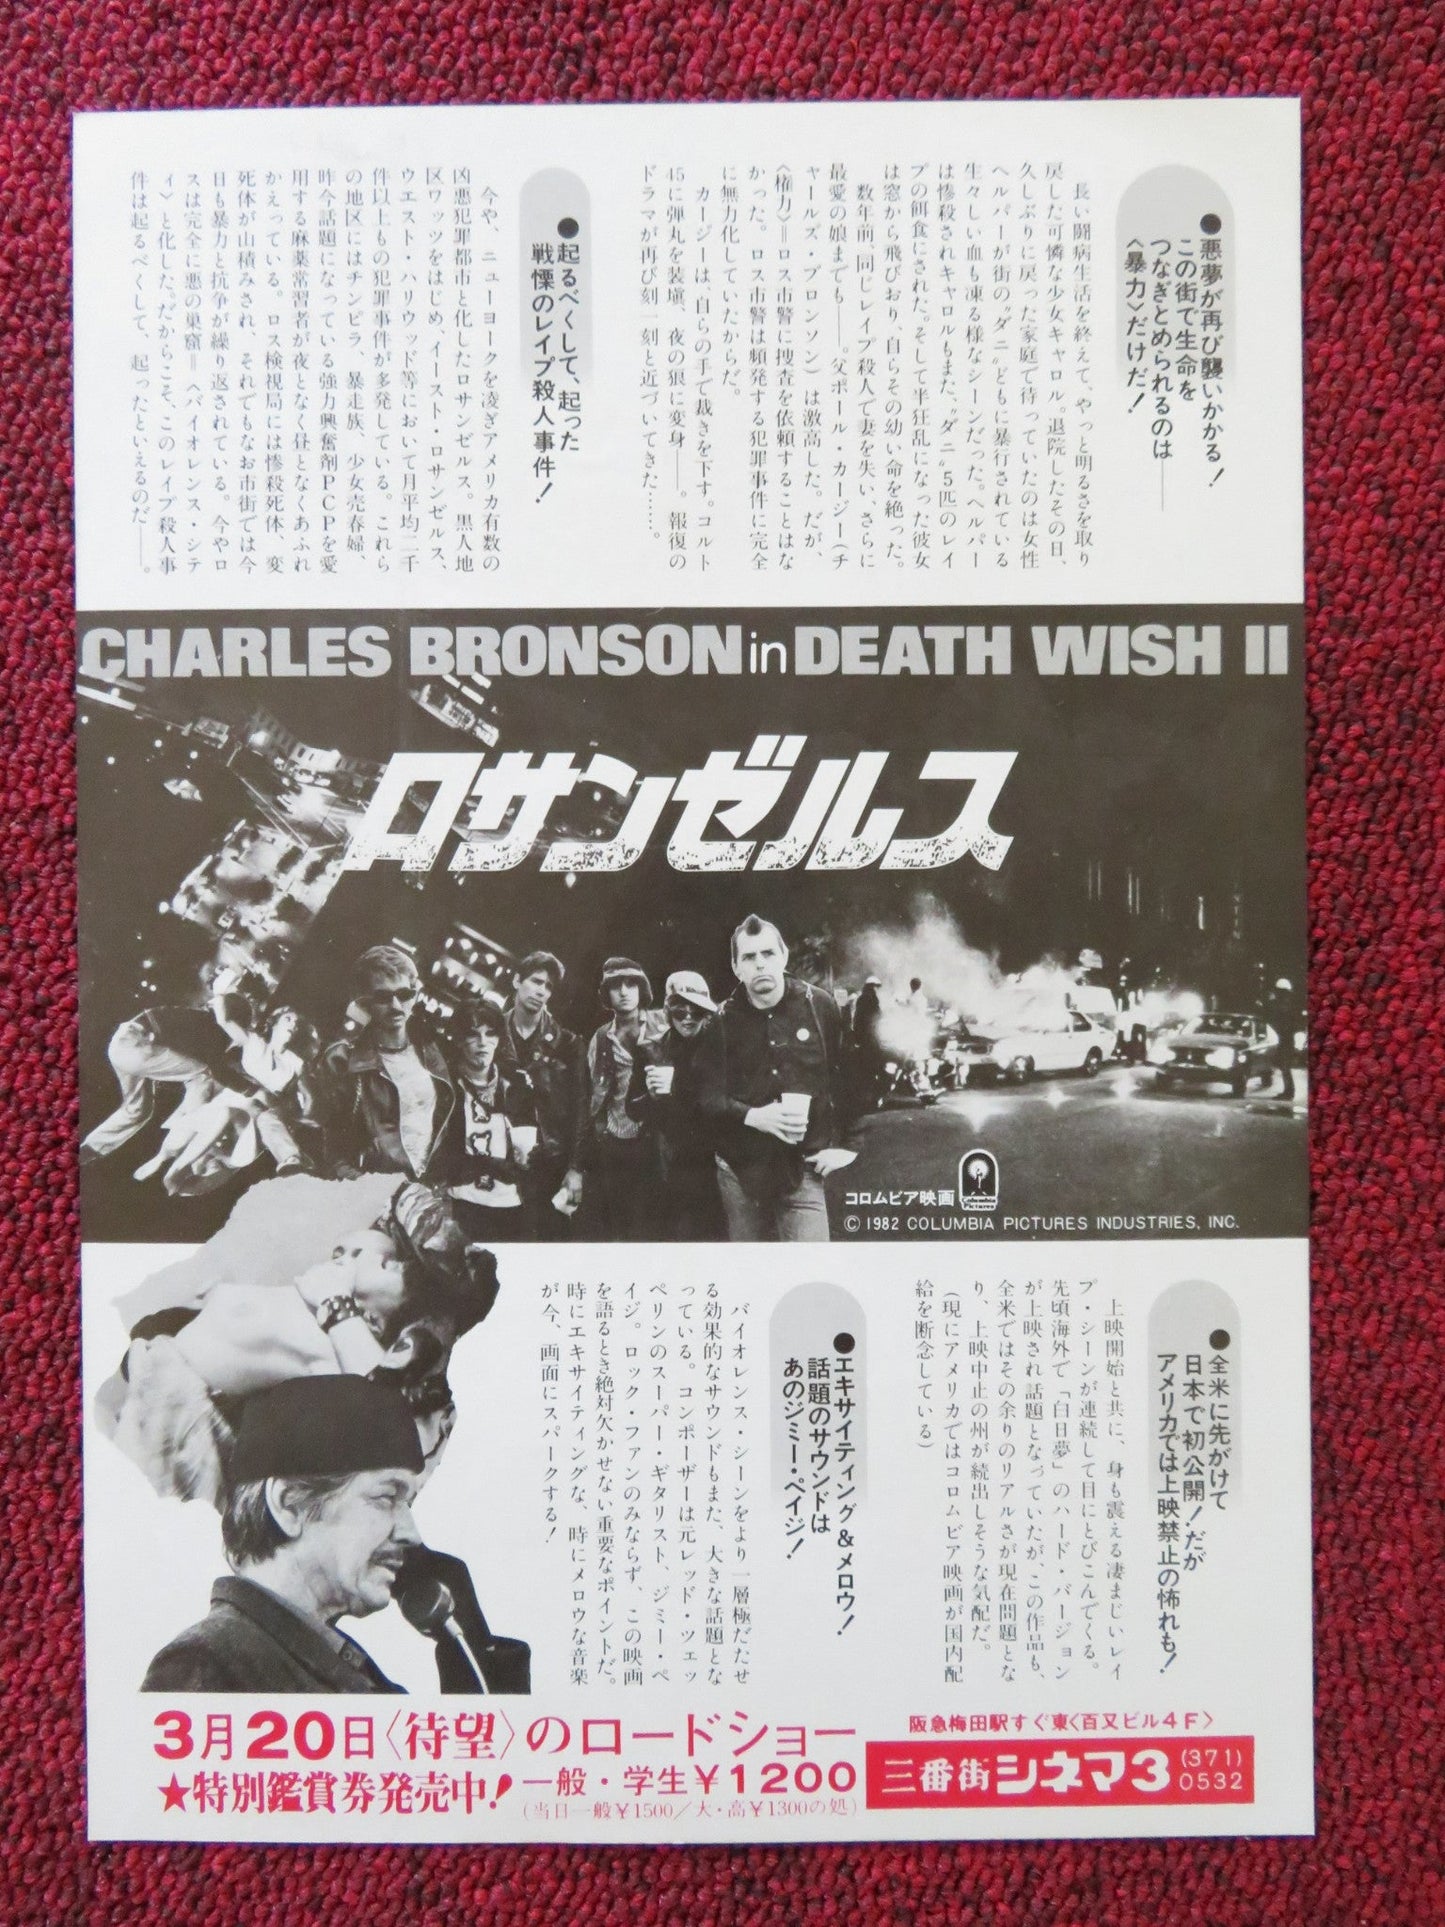 ●悪夢が再び襲いかかる！
この街で生命を
つなぎとめられるのは――
〈暴力〉だけだ！
長い闘病生活を終えて、やっと明るさを取り
戻した可憐な少女キャロル。退院したその日、
久しぶりに戻った家庭で待っていたのは女性
ヘルパーが街の〝ダニ〟どもに暴行されている
生々しい血も凍る様なシーンだった。ヘルパー
は惨殺されキャロルもまた、〝ダニ〟5匹のレイ
プの餌食にされた。そして半狂乱になった彼女
は窓から飛びおり、自らその幼い命を絶った。
数年前、同じレイプ殺人で妻を失い、さらに
最愛の娘までも――。父ポール・カージー(チ
ャールズ・ブロンソン)は激高した。だが、
〈権力〉＝ロス市警に捜査を依頼することはな
かった。ロス市警は頻発する犯罪事件に完全
に無力化していたからだ。
カージーは、自らの手で裁きを下す。コルト
45に弾丸を装塡、夜の狼に変身――。報復の
ドラマが再び刻一刻と近づいてきた……。
●起るべくして、起った
戦慄のレイプ殺人事件！
今や、ニューヨークを凌ぎアメリカ有数の
凶悪犯罪都市と化したロサンゼルス。黒人地
区ワッツをはじめ、イースト・ロサンゼルス、
ウエスト・ハリウッド等において月平均二千
件以上もの犯罪事件が多発している。これら
の地区にはチンピラ、暴走族、少女売春婦、
昨今話題になっている強力興奮剤PCPを愛
用する麻薬常習者が夜となく昼となくあふれ
かえっている。ロス検視局には惨殺死体、変
死体が山積みされ、それでもなお市街では今
日も暴力と抗争が繰り返されている。今やロ
スは完全に悪の巣窟＝〈バイオレンス・シテ
ィ〉と化した。だからこそ、このレイプ殺人事
件は起るべくして、起ったといえるのだ――。
CHARLES BRONSON in DEATH WISH II
ロサンゼルス
コロムビア映画
Columbia
Pictures
© 1982 COLUMBIA PICTURES INDUSTRIES, INC.
●全米に先がけて
日本で初公開！だが
アメリカでは上映禁止の怖れも！
上映開始と共に、身も震える凄まじいレイ
プ・シーンが連続して目にとびこんでくる。
先頃海外で「白日夢」のハード・バージョン
が上映され話題となっていたが、この作品も、
全米ではその余りのリアルさが現在問題とな
り、上映中止の州が続出しそうな気配だ。
(現にアメリカではコロムビア映画が国内配
給を断念している)
●エキサイティング＆メロウ！
話題のサウンドは
あのジミー・ペイジ！
バイオレンス・シーンをより一層極だたせ
る効果的なサウンドもまた、大きな話題とな
っている。コンポーザーは元レッド・ツェッ
ペリンのスーパー・ギタリスト、ジミー・ペ
イジ。ロック・ファンのみならず、この映画
を語るとき絶対欠かせない重要なポイントだ。
時にエキサイティングな、時にメロウな音楽
が今、画面にスパークする！
3月20日〈待望〉のロードショー
★特別鑑賞券発売中！一般・学生￥1200
(当日一般￥1500／大・高￥1300の処)
阪急梅田駅すぐ東〈百又ビル4F〉
三番街シネマ3 (371)
0532